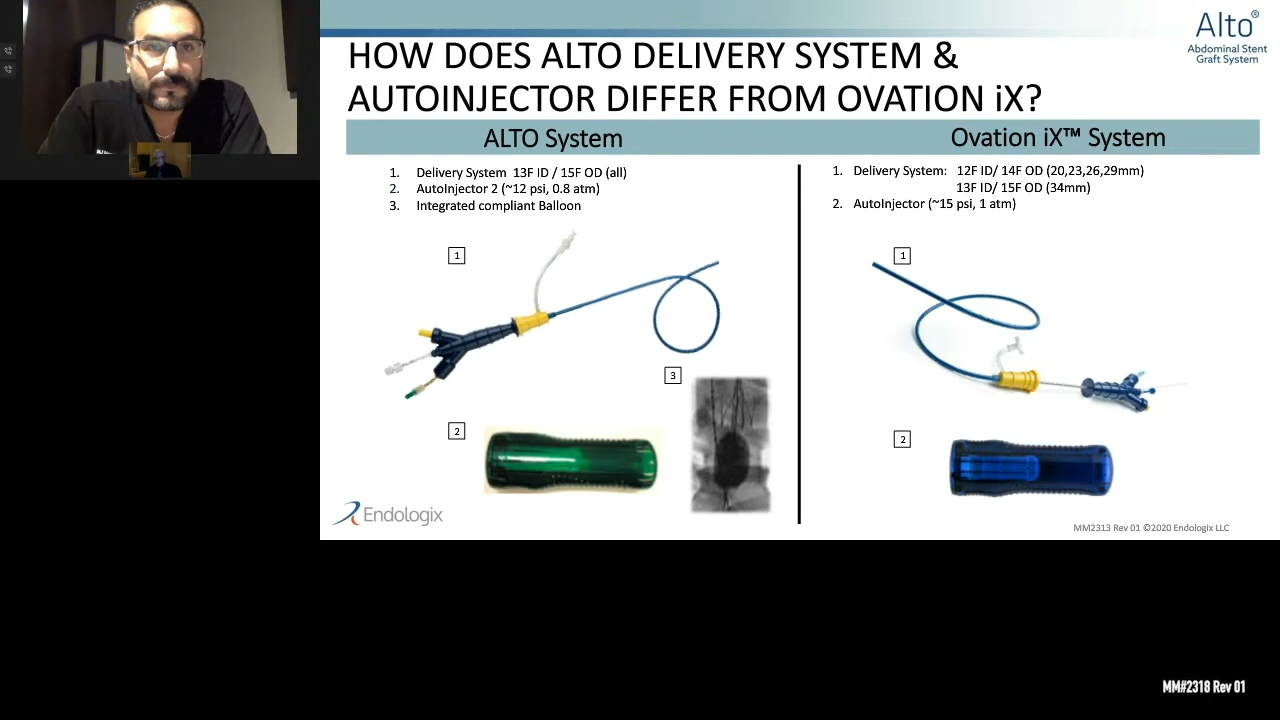 Alto®
Abdominal Stent
Graft System
HOW DOES ALTO DELIVERY SYSTEM &
AUTOINJECTOR DIFFER FROM OVATION iX?
ALTO System
1. Delivery System 13F ID / 15F OD (all)
2. AutoInjector 2 (~12 psi, 0.8 atm)
3. Integrated compliant Balloon
1
3
2
Ovation iX™ System
1. Delivery System: 12F ID/ 14F OD (20,23,26,29mm)
13F ID/ 15F OD (34mm)
2. AutoInjector (~15 psi, 1 atm)
1
2
Endologix
MM2313 Rev 01 ©2020 Endologix LLC
MM#2318 Rev 01